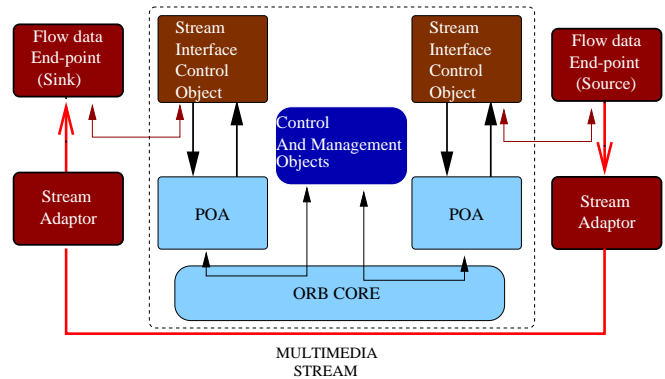 Flow data
End-point
(Sink)
Stream
Interface
Control
Object
Stream
Interface
Control
Object
Flow data
End-point
(Source)
Control
And Management
Objects
Stream
Adaptor
POA
POA
Stream
Adaptor
ORB CORE
MULTIMEDIA
STREAM